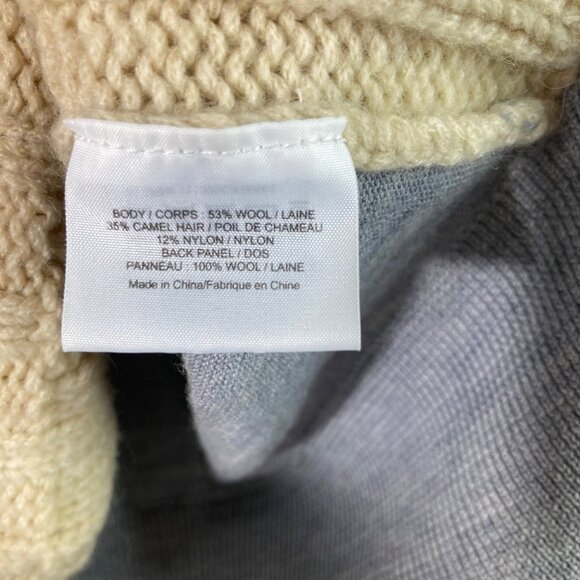 BODY / CORPS : 53% WOOL / LAINE
35% CAMEL HAIR / POIL DE CHAMEAU
12% NYLON / NYLON
BACK PANEL / DOS
PANNEAU : 100% WOOL / LAINE
Made in China/Fabrique en Chine